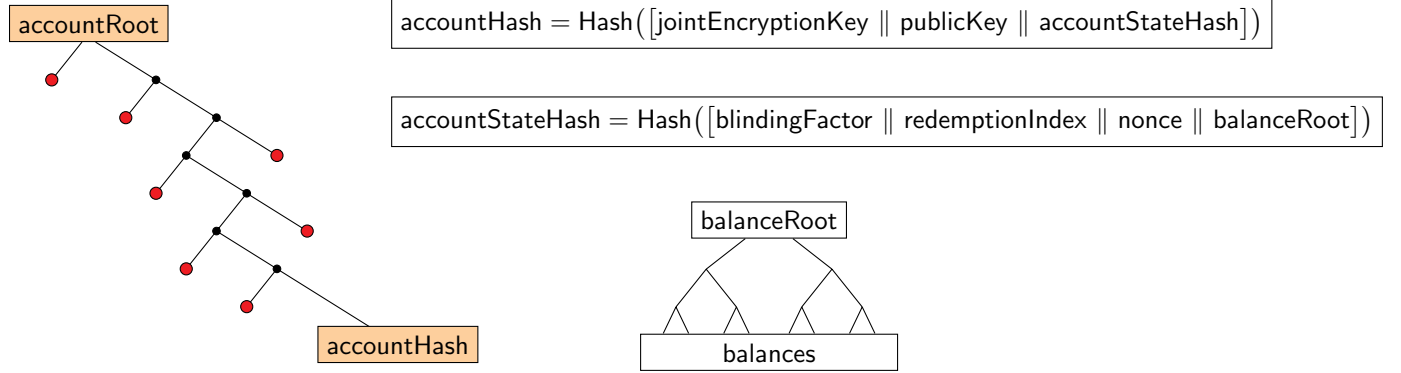 accountRoot
accountHash = Hash([jointEncryptionKey ∥ publicKey ∥ accountStateHash])
accountStateHash = Hash([blindingFactor ∥ redemptionIndex ∥ nonce ∥ balanceRoot])
balanceRoot
accountHash
balances